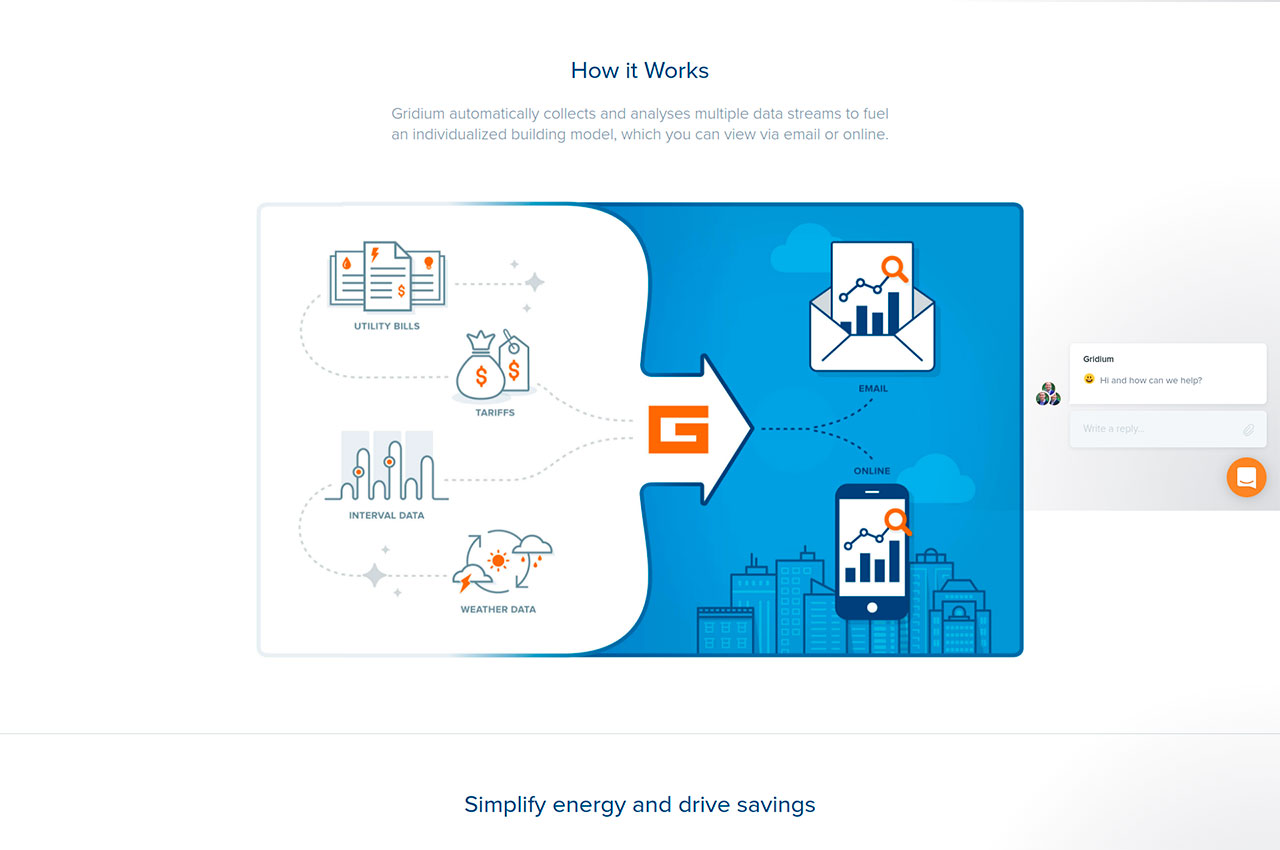 How it Works
Gridium automatically collects and analyses multiple data streams to fuel
an individualized building model, which you can view via email or online.
UTILITY BILLS
TARIFFS
INTERVAL DATA
WEATHER DATA
G
EMAIL
ONLINE
Gridium
Hi and how can we help?
Write a reply...
Simplify energy and drive savings